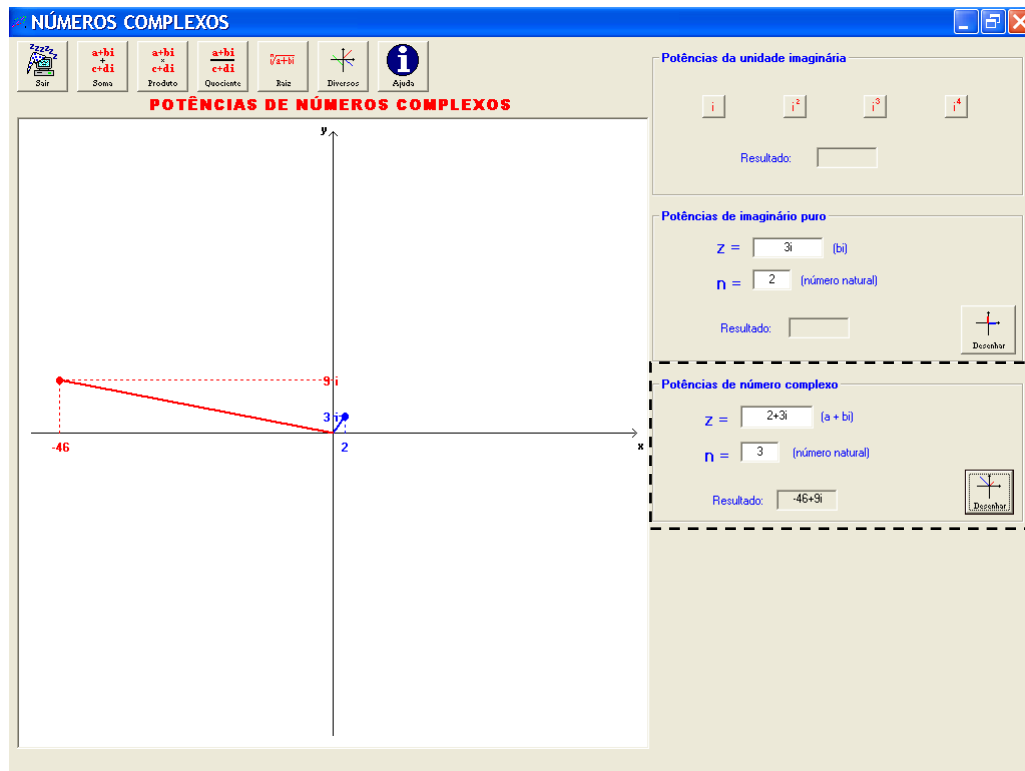 NÚMEROS COMPLEXOS
zzzzz
Sair
a+bi
+
c+di
Soma
a+bi
x
c+di
Produto
a+bi
c+di
Quociente
ⁿ√a+bi
Raiz
Diversos
i
Ajuda
POTÊNCIAS DE NÚMEROS COMPLEXOS
y
9 i
3 i
-46
2
x
Potências da unidade imaginária
i i² i³ i⁴
Resultado:
Potências de imaginário puro
z = 3i (bi)
n = 2 (número natural)
Resultado:
Desenhar
Potências de número complexo
z = 2+3i (a + bi)
n = 3 (número natural)
Resultado: -46+9i
Desenhar